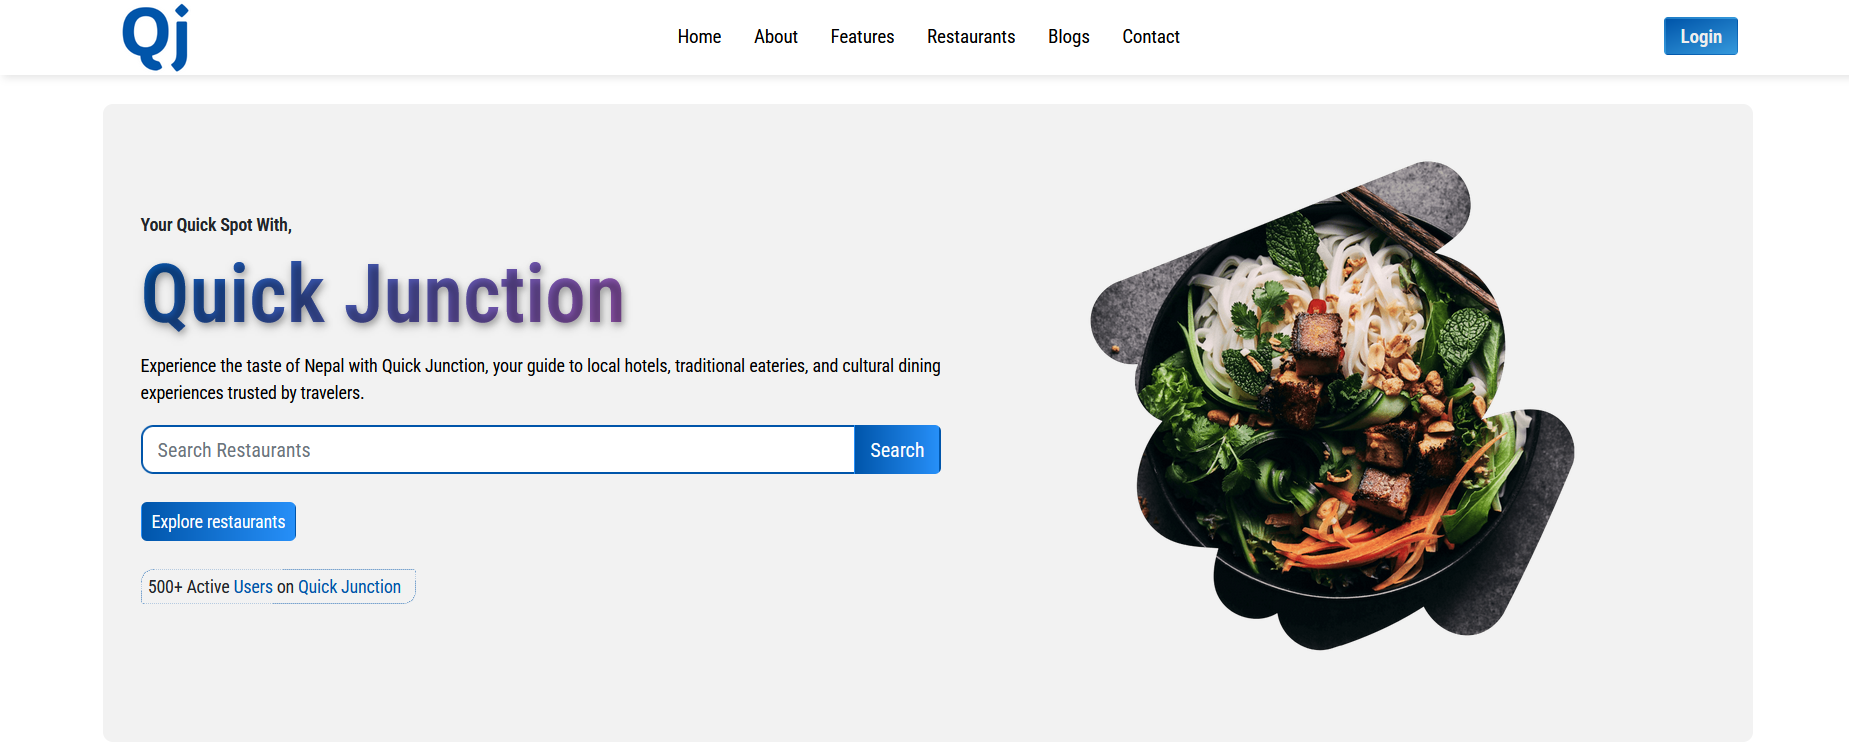 Qj
Home About Features Restaurants Blogs Contact
Login
Your Quick Spot With,
Quick Junction
Experience the taste of Nepal with Quick Junction, your guide to local hotels, traditional eateries, and cultural dining
experiences trusted by travelers.
Search Restaurants Search
Explore restaurants
500+ Active Users on Quick Junction